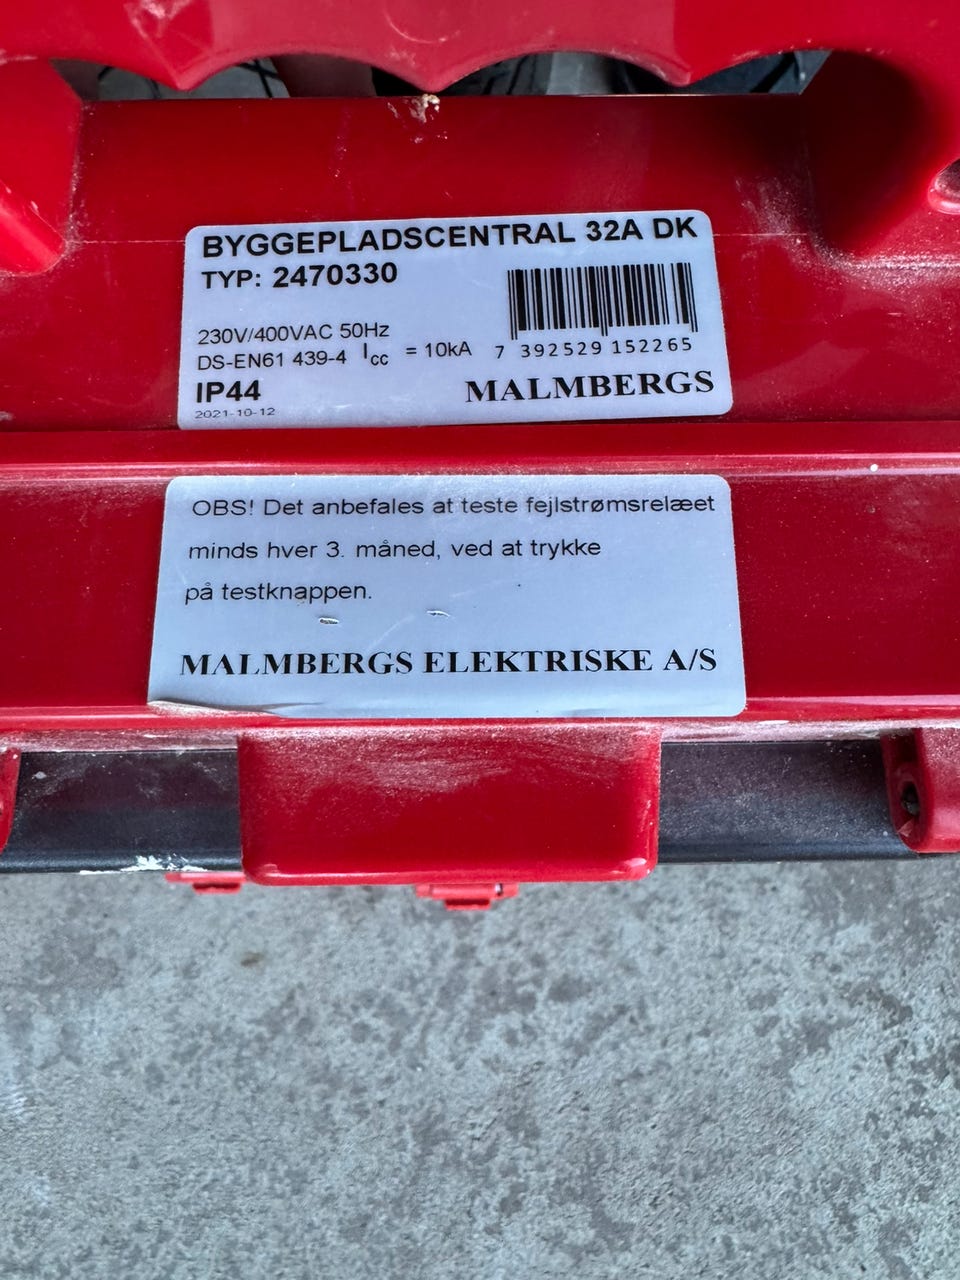 BYGGEPLADSCENTRAL 32A DK
TYP: 2470330
230V/400VAC 50Hz
DS-EN61 439-4 Icc = 10kA
7 392529 152265
IP44
MALMBERGS
2021-10-12
OBS! Det anbefales at teste fejlstrømsrelæet
minds hver 3. måned, ved at trykke
på testknappen.
MALMBERGS ELEKTRISKE A/S